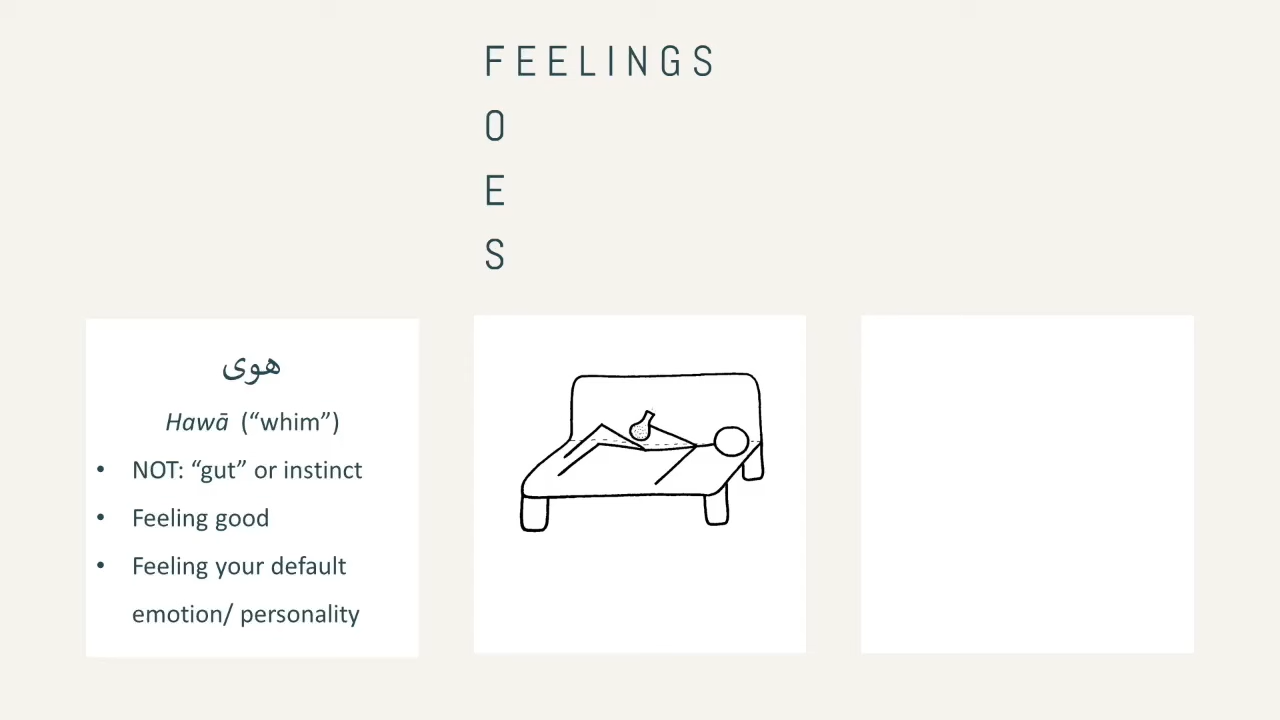 FEELINGS
O
E
S
هوى
Hawā (“whim”)
• NOT: “gut” or instinct
• Feeling good
• Feeling your default
emotion/ personality